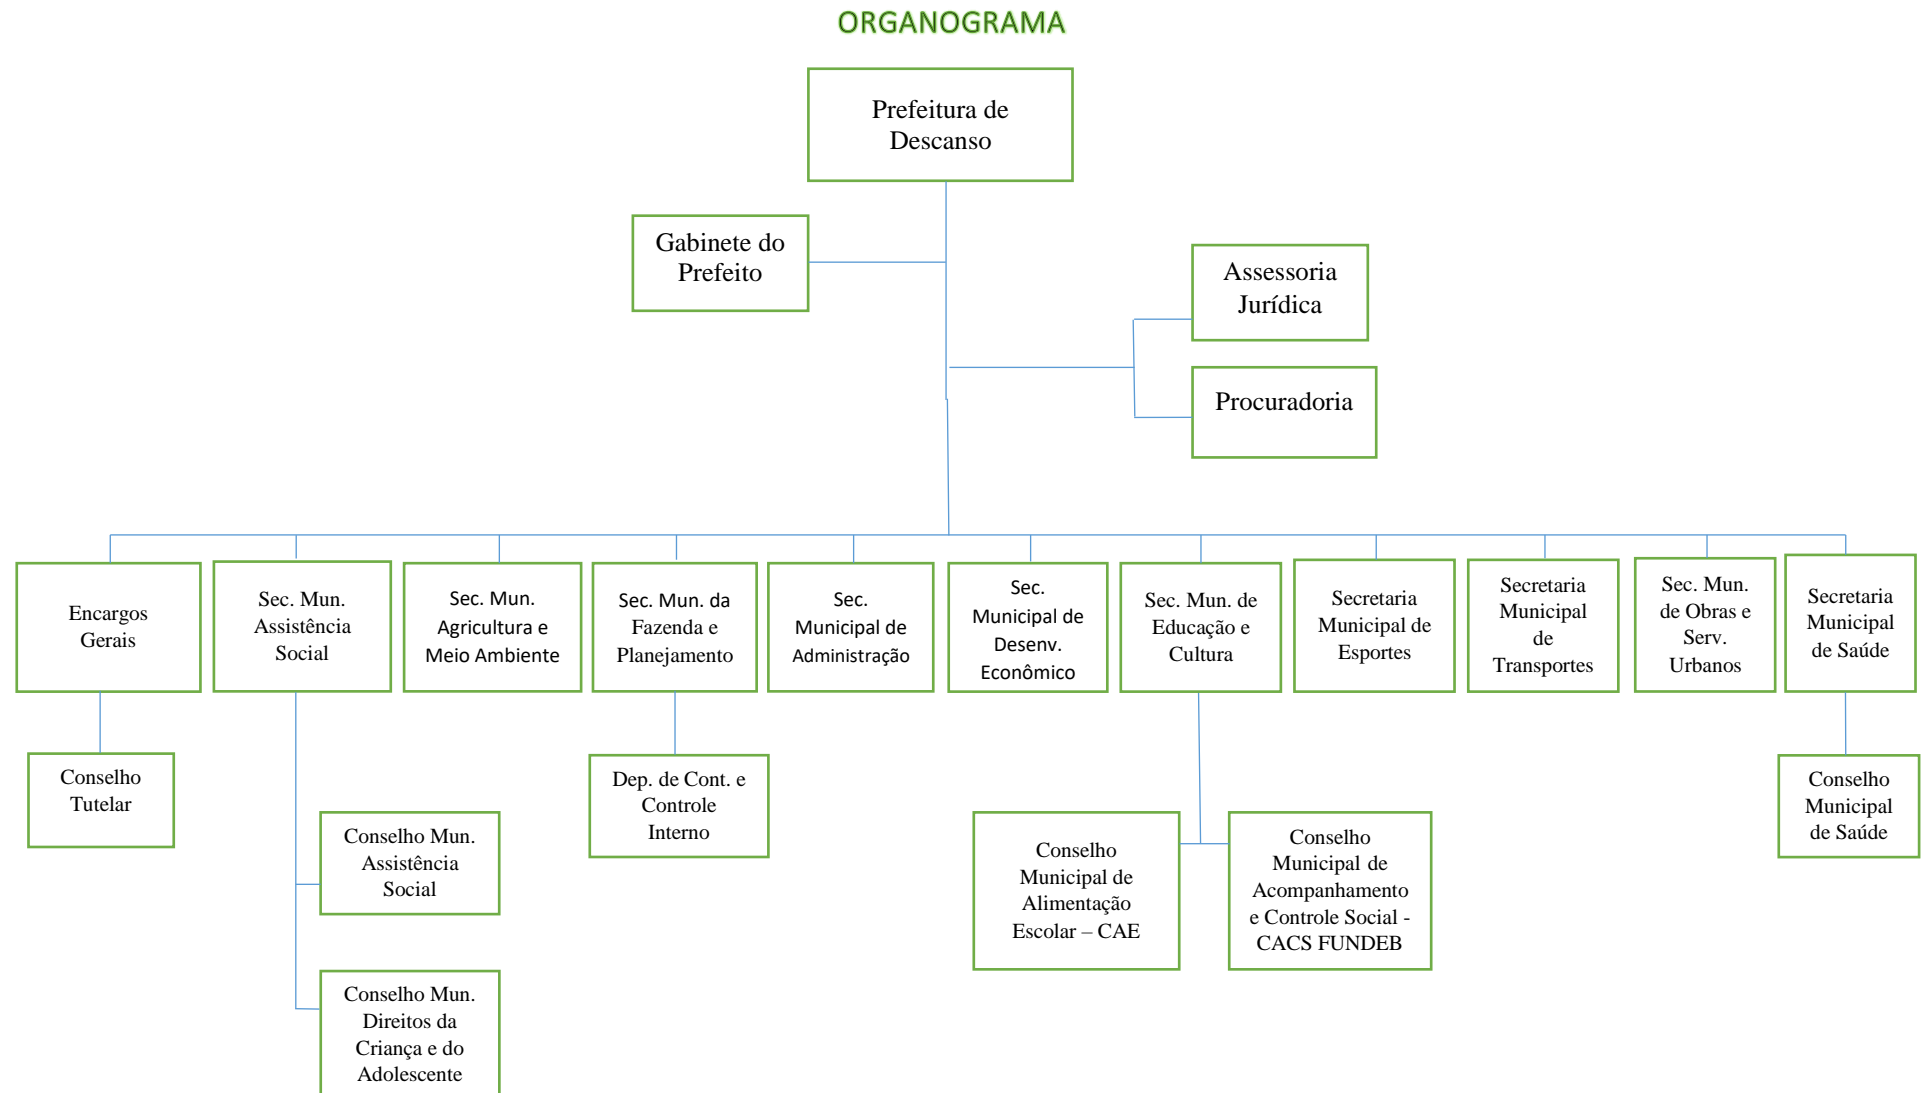 ORGANOGRAMA
Prefeitura de
Descanso
Gabinete do
Prefeito
Assessoria
Jurídica
Procuradoria
Encargos
Gerais
Sec. Mun.
Assistência
Social
Sec. Mun.
Agricultura e
Meio Ambiente
Sec. Mun. da
Fazenda e
Planejamento
Sec.
Municipal de
Administração
Sec.
Municipal de
Desenv.
Econômico
Sec. Mun. de
Educação e
Cultura
Secretaria
Municipal de
Esportes
Secretaria
Municipal
de
Transportes
Sec. Mun.
de Obras e
Serv.
Urbanos
Secretaria
Municipal
de Saúde
Conselho
Tutelar
Conselho Mun.
Assistência
Social
Conselho Mun.
Direitos da
Criança e do
Adolescente
Dep. de Cont. e
Controle
Interno
Conselho
Municipal de
Alimentação
Escolar – CAE
Conselho
Municipal de
Acompanhamento
e Controle Social -
CACS FUNDEB
Conselho
Municipal
de Saúde